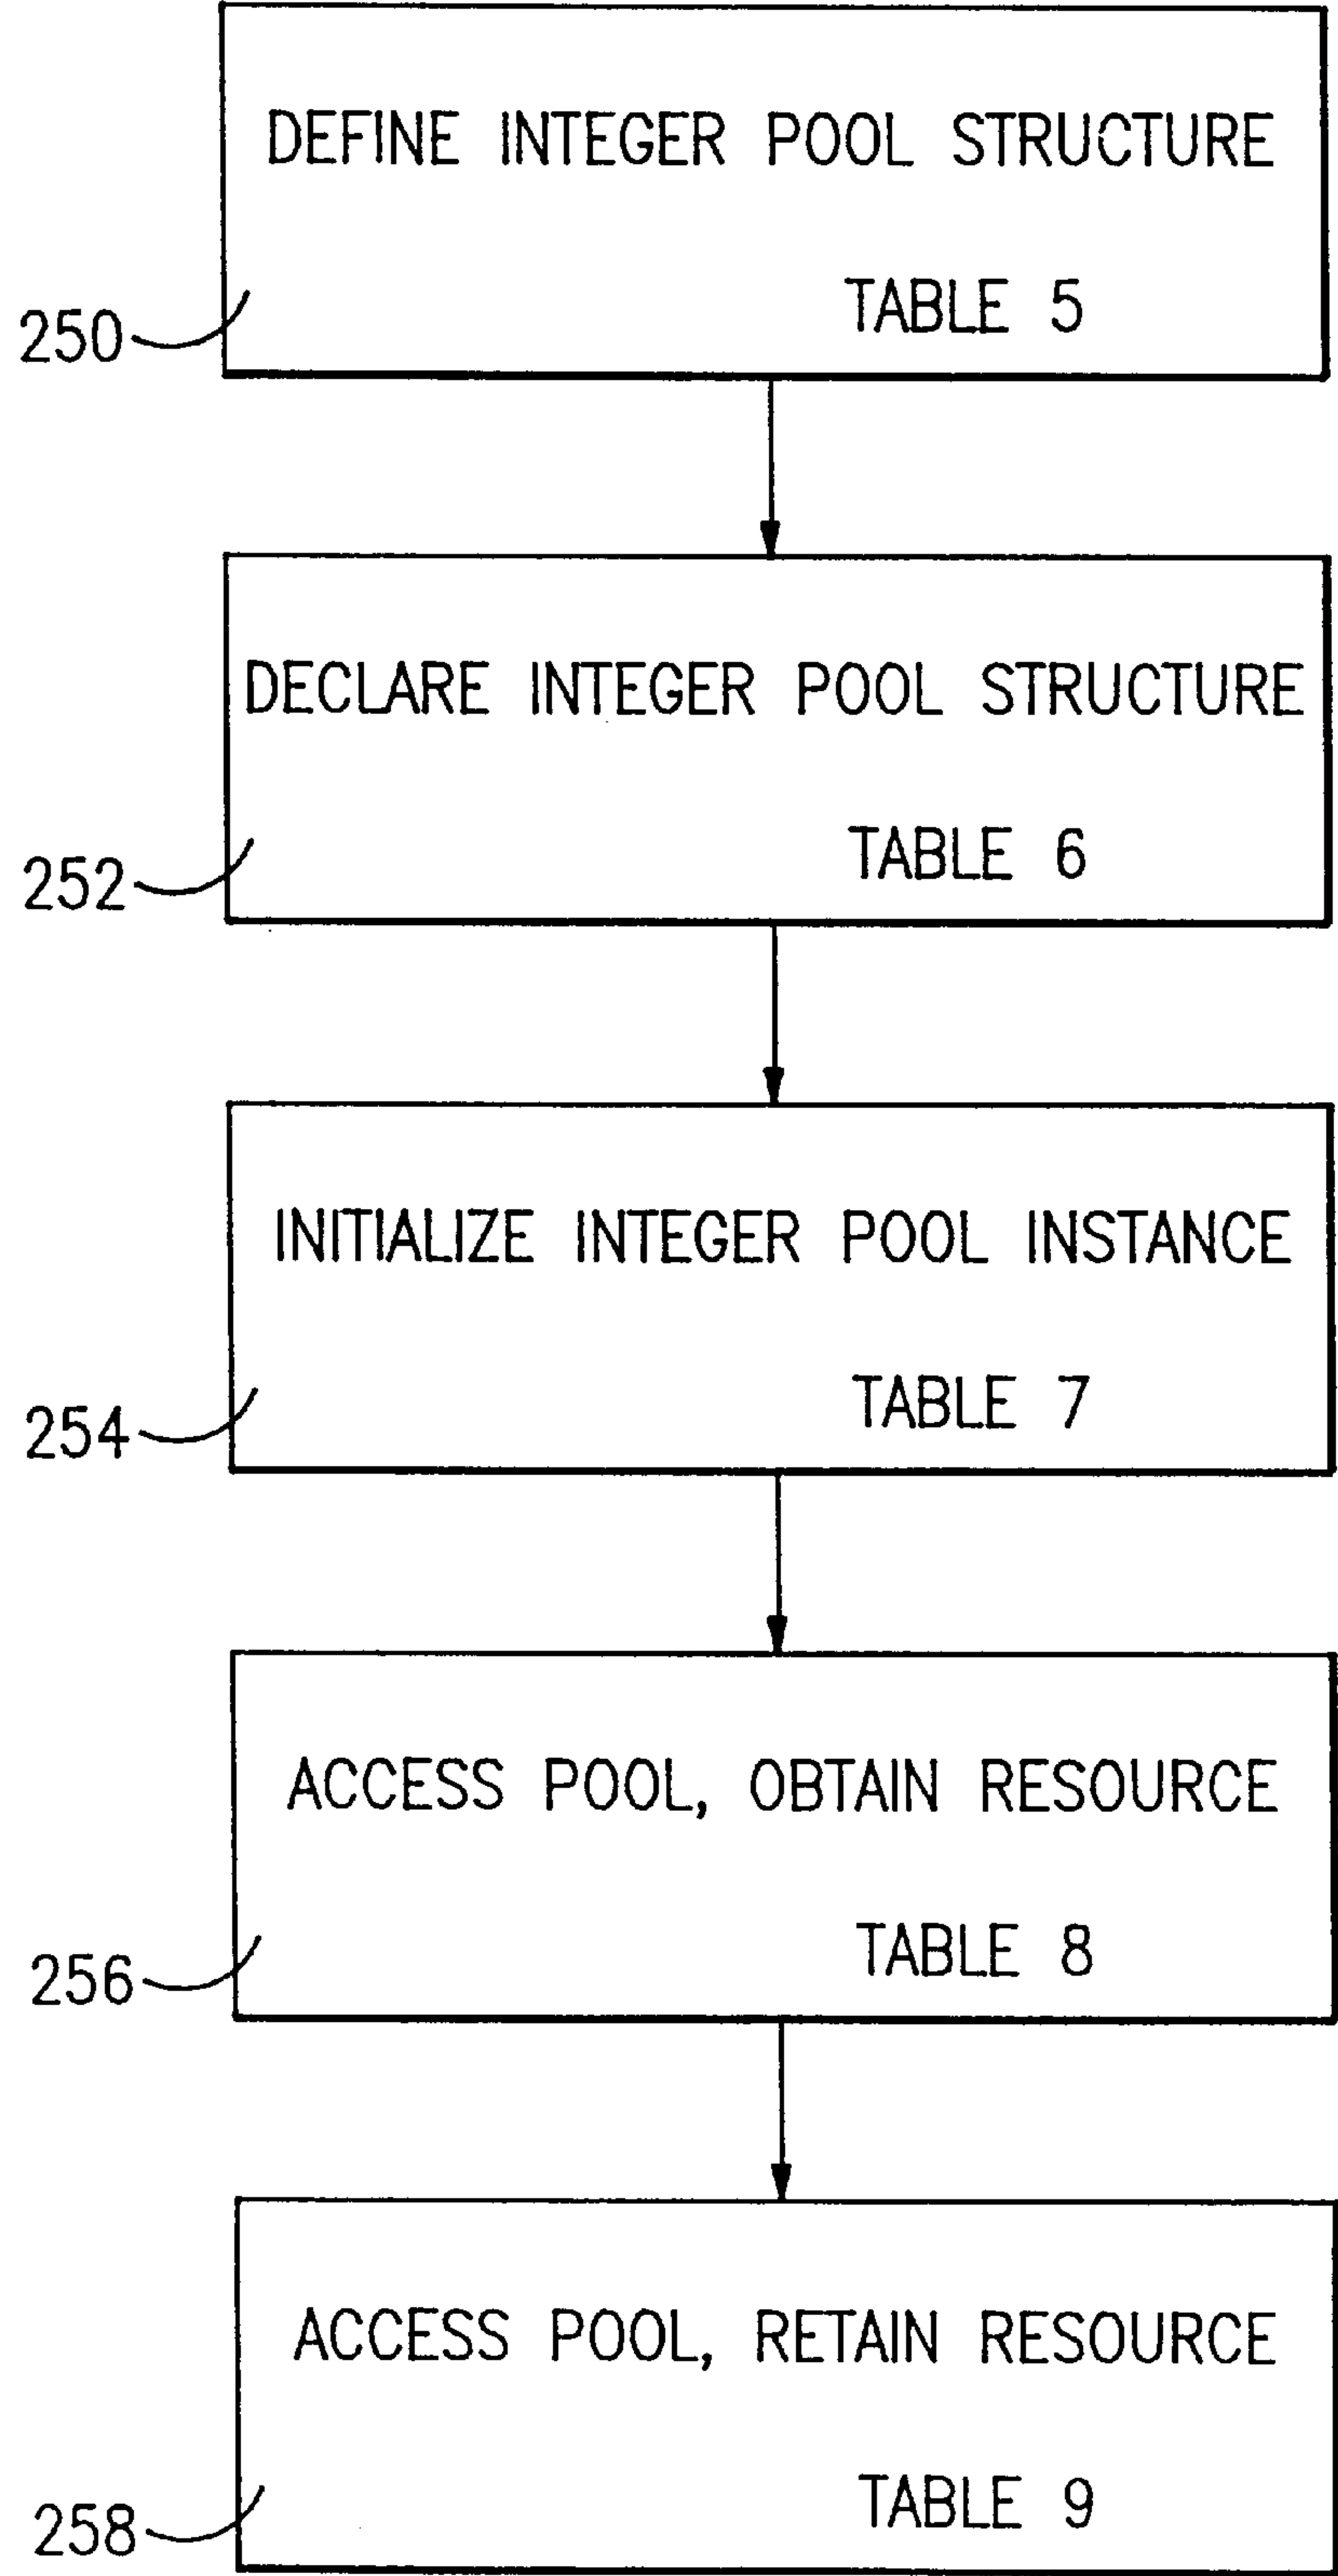 DEFINE INTEGER POOL STRUCTURE
TABLE 5
250
DECLARE INTEGER POOL STRUCTURE
TABLE 6
252
INITIALIZE INTEGER POOL INSTANCE
TABLE 7
254
ACCESS POOL, OBTAIN RESOURCE
TABLE 8
256
ACCESS POOL, RETAIN RESOURCE
TABLE 9
258